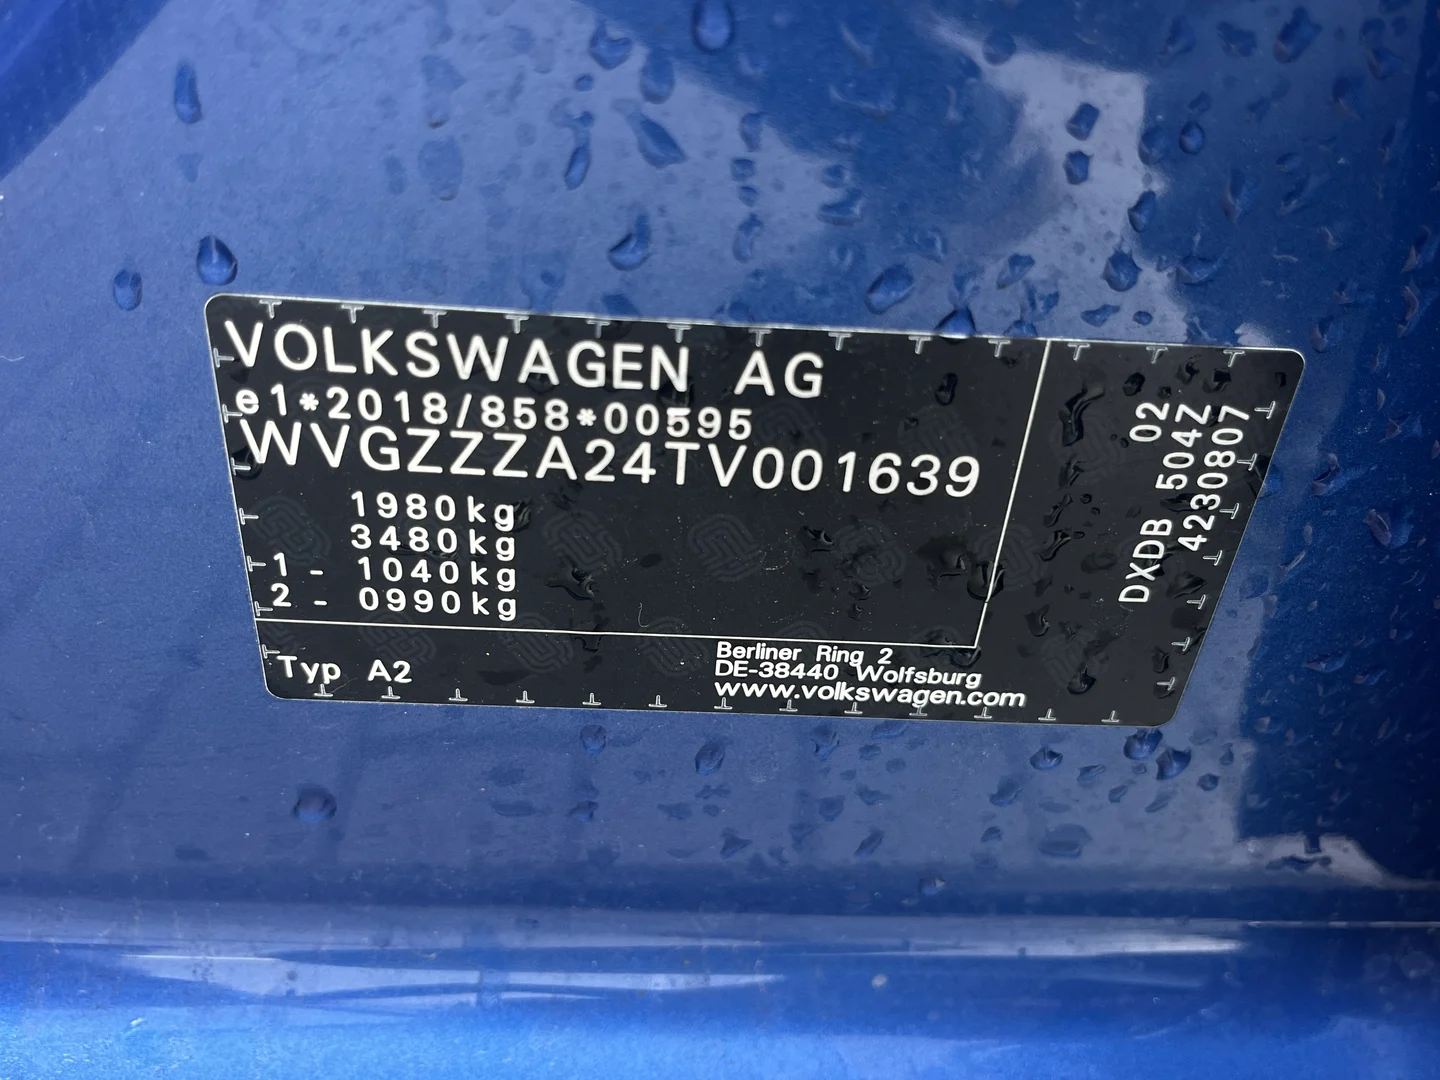 VOLKSWAGEN AG
e1*2018/858*00595
WVGZZZA24TV001639
1980kg
3480kg
1 - 1040kg
2 - 0990kg
Typ A2
Berliner Ring 2
DE-38440 Wolfsburg
www.volkswagen.com
DXDB 504Z 02
4230807